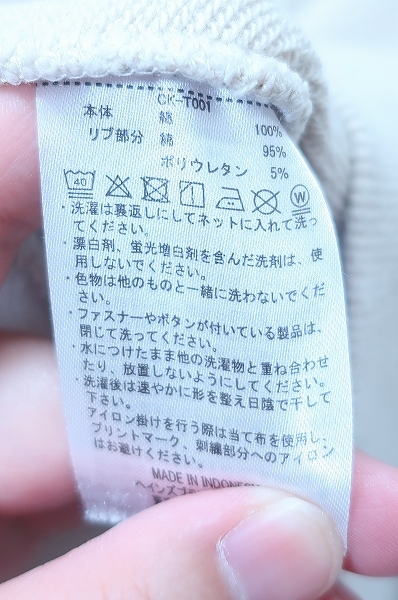 CK-T001
本体 綿 100%
リブ部分 綿 95%
ポリウレタン 5%
40 W
・洗濯は裏返しにしてネットに入れて洗っ
てください。
・漂白剤、蛍光増白剤を含んだ洗剤は、使
用しないでください。
・色物は他のものと一緒に洗わないでくだ
さい。
・ファスナーやボタンが付いている製品は、
閉じて洗ってください。
・水につけたまま他の洗濯物と重ね合わせ
たり、放置しないようにしてください。
・洗濯後は速やかに形を整え日陰で干して
下さい。
アイロン掛けを行う際は当て布を使用し、
プリントマーク、刺繍部分へのアイロン
はお避けください。
MADE IN INDONE
ヘインズブ